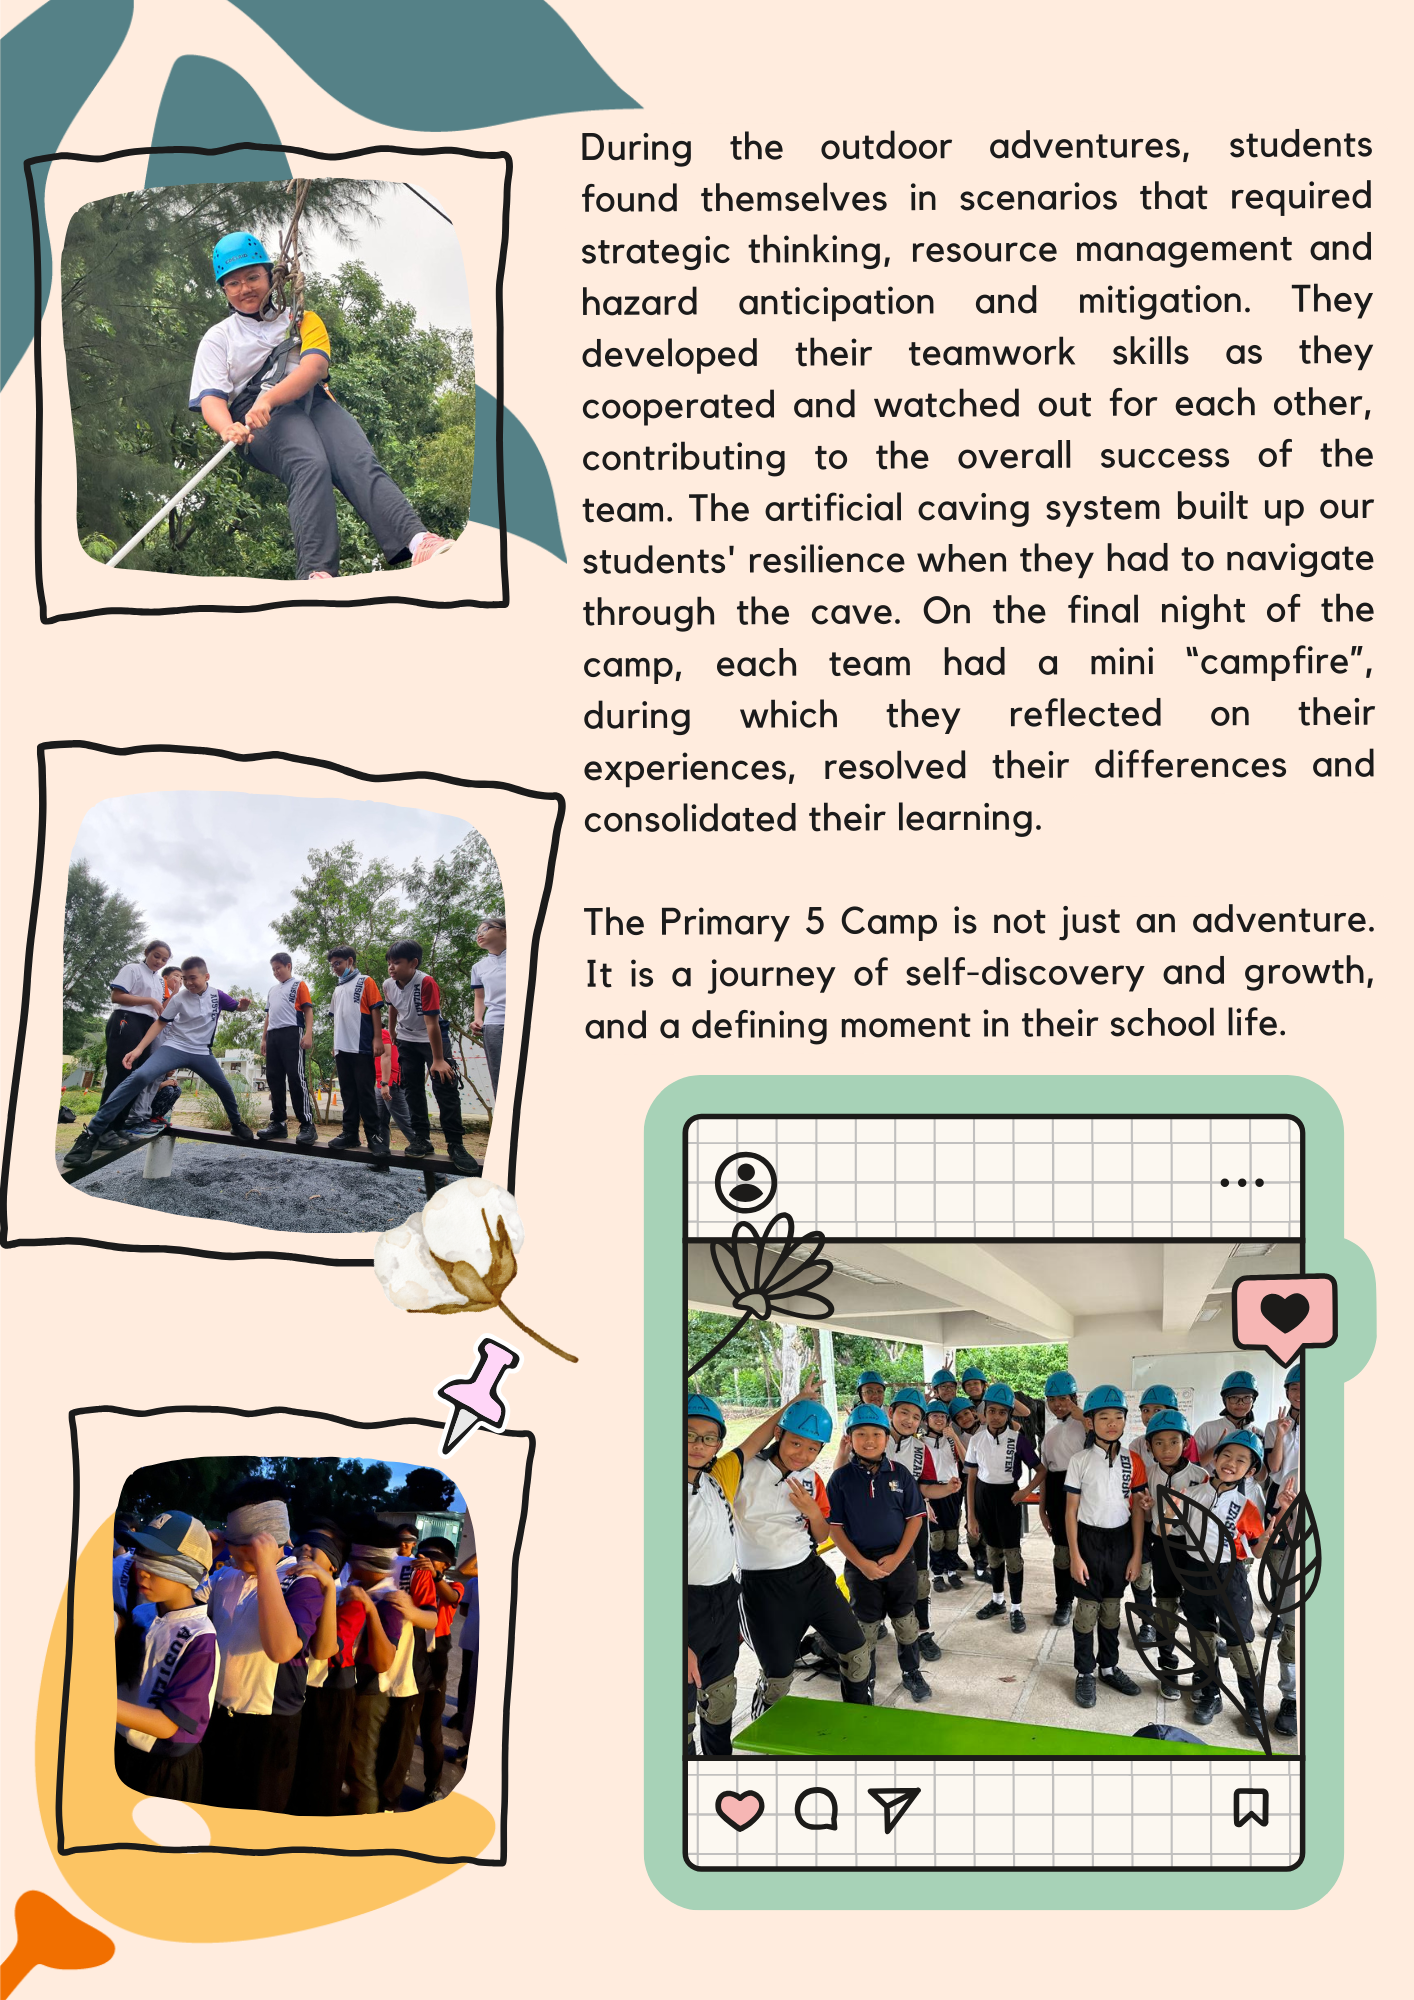 During the outdoor adventures, students
found themselves in scenarios that required
strategic thinking, resource management and
hazard anticipation and mitigation. They
developed their teamwork skills as they
cooperated and watched out for each other,
contributing to the overall success of the
team. The artificial caving system built up our
students' resilience when they had to navigate
through the cave. On the final night of the
camp, each team had a mini “campfire”,
during which they reflected on their
experiences, resolved their differences and
consolidated their learning.
The Primary 5 Camp is not just an adventure.
It is a journey of self-discovery and growth,
and a defining moment in their school life.
AUSTEN
EDISON
AUSTEN
EDISON